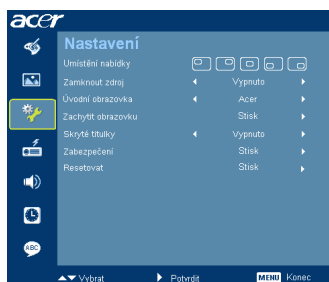 acer
Nastavení
Umístění nabídky
Zamknout zdroj Vypnuto
Úvodní obrazovka Acer
Zachytit obrazovku Stisk
Skryté titulky Vypnuto
Zabezpečení Stisk
Resetovat Stisk
ABC
Vybrat Potvrdit MENU Konec